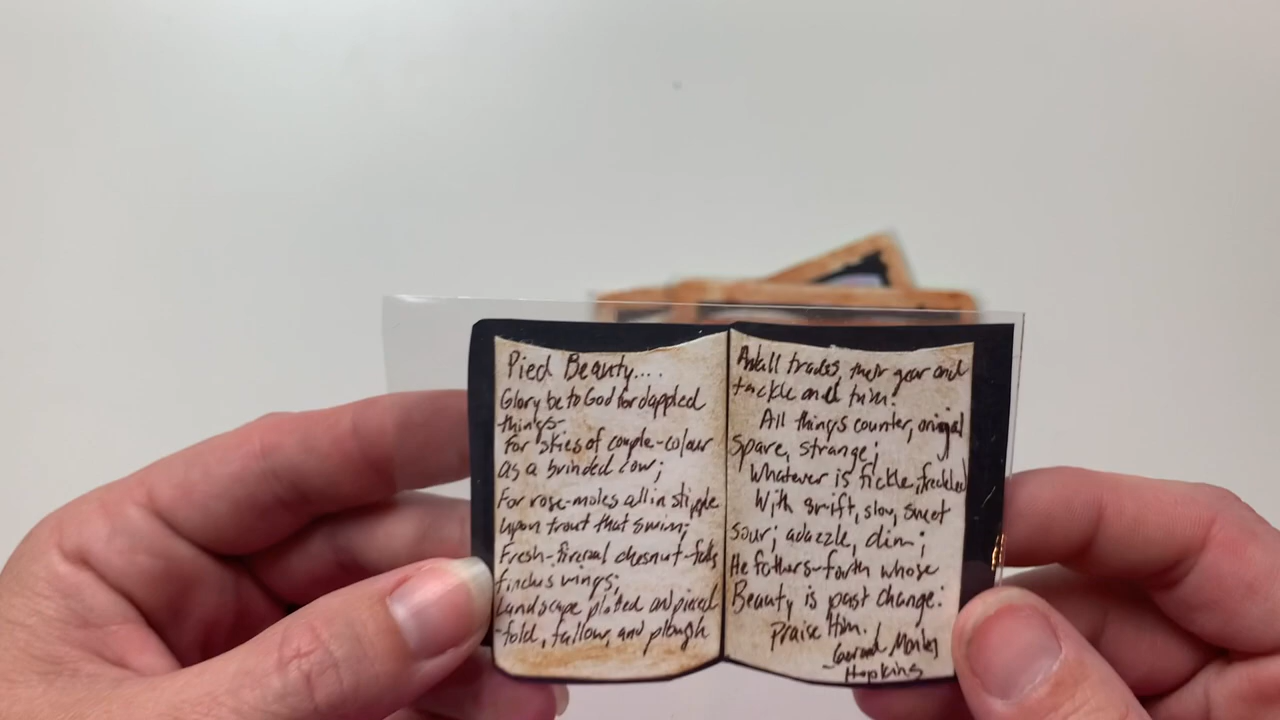 Pied Beauty....
Glory be to God for dappled
things-
For skies of couple-colour
as a brinded cow;
For rose-moles all in stipple
upon trout that swim;
Fresh-firecoal chesnut-falls
finches wings;
Landscape plotted and pieced
-fold, fallow, and plough
And all trades, their gear and
tackle and trim.
All things counter, original
Spare, strange;
Whatever is fickle, freckled
With swift, slow, sweet
sour; adazzle, dim;
He fathers-forth whose
Beauty is past change:
Praise Him.
-Gerard Manley
Hopkins